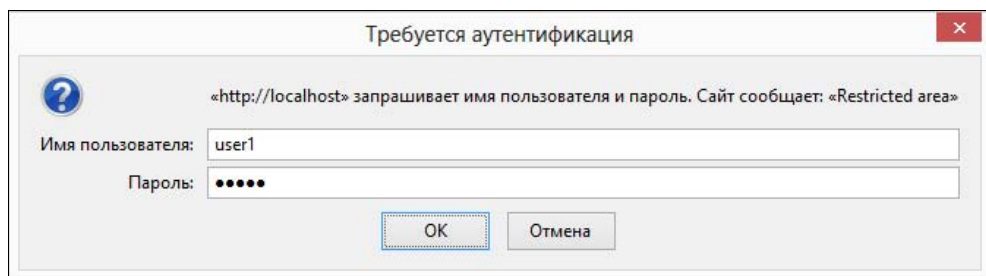 Требуется аутентификация
«http://localhost» запрашивает имя пользователя и пароль. Сайт сообщает: «Restricted area»
Имя пользователя: user1
Пароль: •••••
OK Отмена